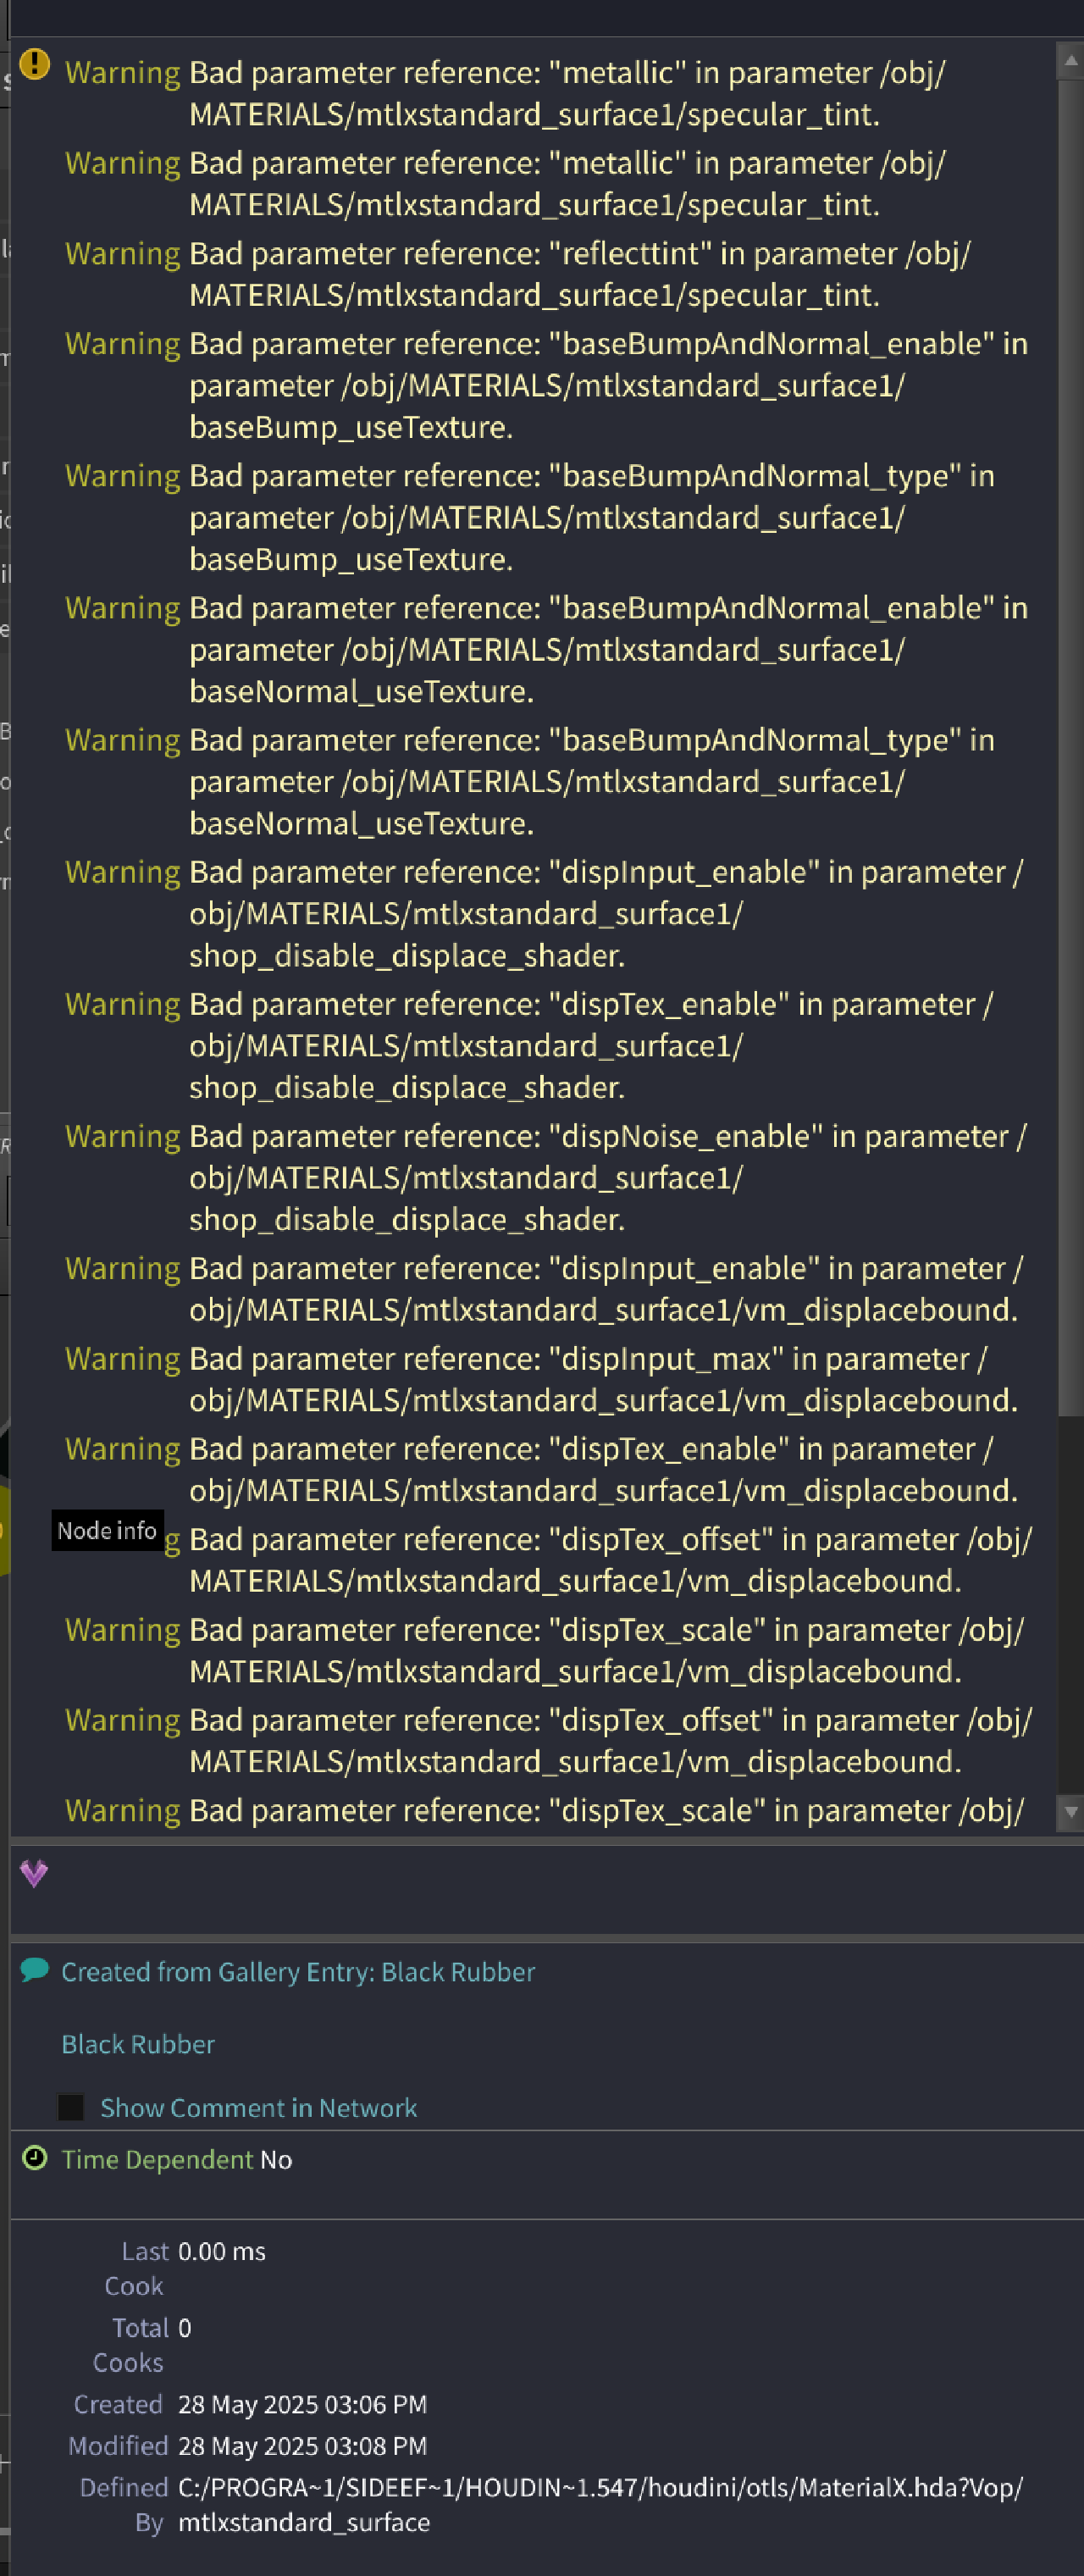 Warning Bad parameter reference: "metallic" in parameter /obj/
MATERIALS/mtlxstandard_surface1/specular_tint.
Warning Bad parameter reference: "metallic" in parameter /obj/
MATERIALS/mtlxstandard_surface1/specular_tint.
Warning Bad parameter reference: "reflecttint" in parameter /obj/
MATERIALS/mtlxstandard_surface1/specular_tint.
Warning Bad parameter reference: "baseBumpAndNormal_enable" in
parameter /obj/MATERIALS/mtlxstandard_surface1/
baseBump_useTexture.
Warning Bad parameter reference: "baseBumpAndNormal_type" in
parameter /obj/MATERIALS/mtlxstandard_surface1/
baseBump_useTexture.
Warning Bad parameter reference: "baseBumpAndNormal_enable" in
parameter /obj/MATERIALS/mtlxstandard_surface1/
baseNormal_useTexture.
Warning Bad parameter reference: "baseBumpAndNormal_type" in
parameter /obj/MATERIALS/mtlxstandard_surface1/
baseNormal_useTexture.
Warning Bad parameter reference: "dispInput_enable" in parameter /
obj/MATERIALS/mtlxstandard_surface1/
shop_disable_displace_shader.
Warning Bad parameter reference: "dispTex_enable" in parameter /
obj/MATERIALS/mtlxstandard_surface1/
shop_disable_displace_shader.
Warning Bad parameter reference: "dispNoise_enable" in parameter /
obj/MATERIALS/mtlxstandard_surface1/
shop_disable_displace_shader.
Warning Bad parameter reference: "dispInput_enable" in parameter /
obj/MATERIALS/mtlxstandard_surface1/vm_displacebound.
Warning Bad parameter reference: "dispInput_max" in parameter /
obj/MATERIALS/mtlxstandard_surface1/vm_displacebound.
Warning Bad parameter reference: "dispTex_enable" in parameter /
obj/MATERIALS/mtlxstandard_surface1/vm_displacebound.
Node info g Bad parameter reference: "dispTex_offset" in parameter /obj/
MATERIALS/mtlxstandard_surface1/vm_displacebound.
Warning Bad parameter reference: "dispTex_scale" in parameter /obj/
MATERIALS/mtlxstandard_surface1/vm_displacebound.
Warning Bad parameter reference: "dispTex_offset" in parameter /obj/
MATERIALS/mtlxstandard_surface1/vm_displacebound.
Warning Bad parameter reference: "dispTex_scale" in parameter /obj/
Created from Gallery Entry: Black Rubber
Black Rubber
Show Comment in Network
Time Dependent No
Last 0.00 ms
Cook
Total 0
Cooks
Created 28 May 2025 03:06 PM
Modified 28 May 2025 03:08 PM
Defined C:/PROGRA~1/SIDEEF~1/HOUDIN~1.547/houdini/otls/MaterialX.hda?Vop/
By mtlxstandard_surface